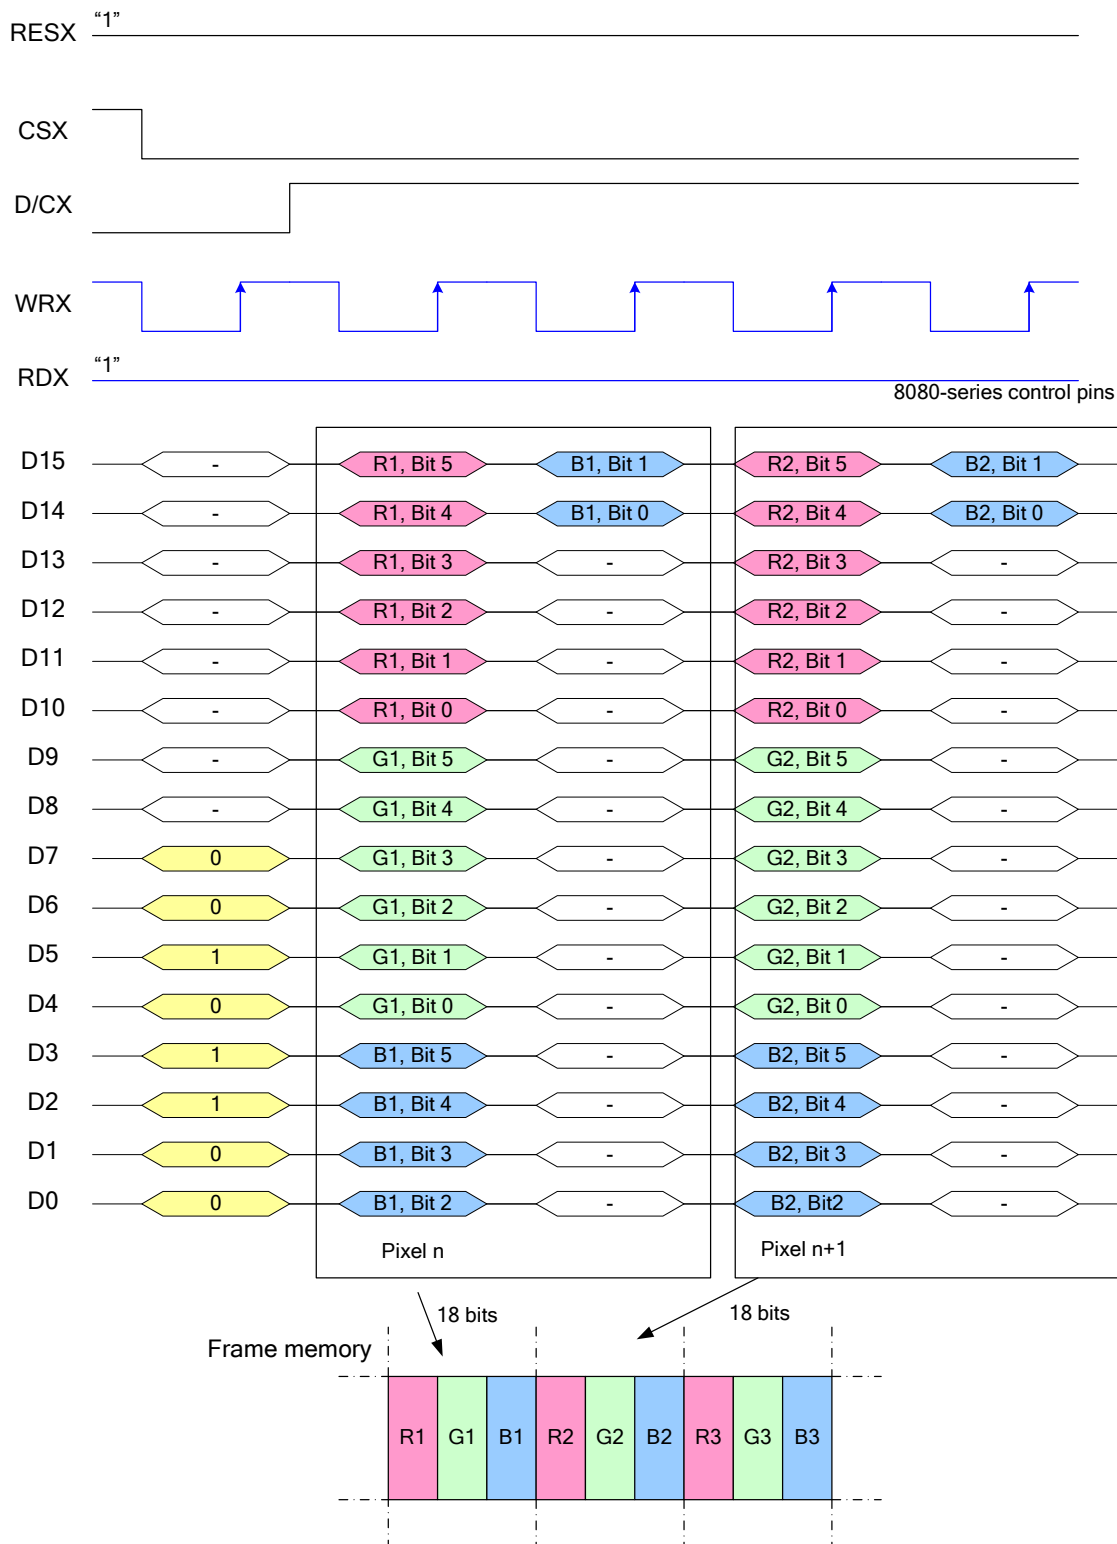 RESX “1”
CSX
D/CX
WRX
RDX “1”
8080-series control pins
D15 - R1, Bit 5 B1, Bit 1 R2, Bit 5 B2, Bit 1
D14 - R1, Bit 4 B1, Bit 0 R2, Bit 4 B2, Bit 0
D13 - R1, Bit 3 - R2, Bit 3 -
D12 - R1, Bit 2 - R2, Bit 2 -
D11 - R1, Bit 1 - R2, Bit 1 -
D10 - R1, Bit 0 - R2, Bit 0 -
D9 - G1, Bit 5 - G2, Bit 5 -
D8 - G1, Bit 4 - G2, Bit 4 -
D7 0 G1, Bit 3 - G2, Bit 3 -
D6 0 G1, Bit 2 - G2, Bit 2 -
D5 1 G1, Bit 1 - G2, Bit 1 -
D4 0 G1, Bit 0 - G2, Bit 0 -
D3 1 B1, Bit 5 - B2, Bit 5 -
D2 1 B1, Bit 4 - B2, Bit 4 -
D1 0 B1, Bit 3 - B2, Bit 3 -
D0 0 B1, Bit 2 - B2, Bit2 -
Pixel n Pixel n+1
18 bits 18 bits
Frame memory
R1 G1 B1 R2 G2 B2 R3 G3 B3